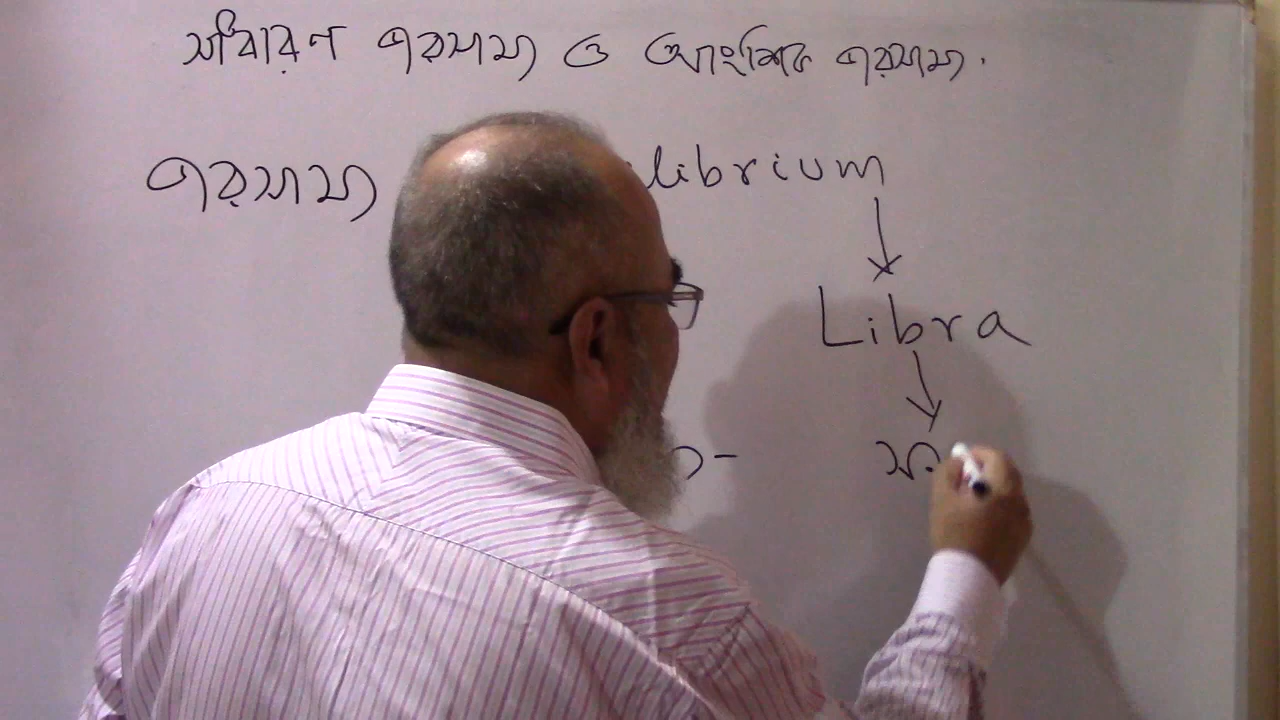 সাধারণ ভারসাম্য ও আংশিক ভারসাম্য.
ভারসাম্য librium
Libra